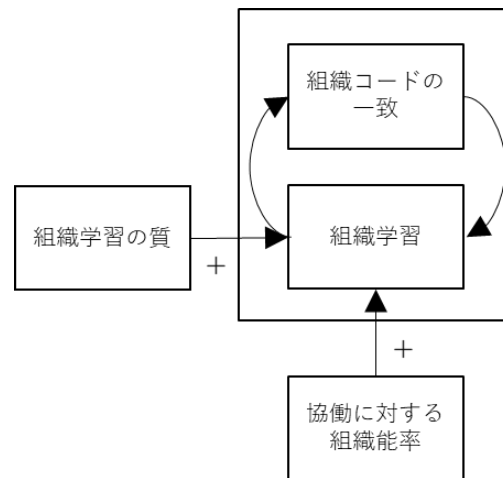 組織コードの
一致
組織学習の質
組織学習
+
+
協働に対する
組織能率